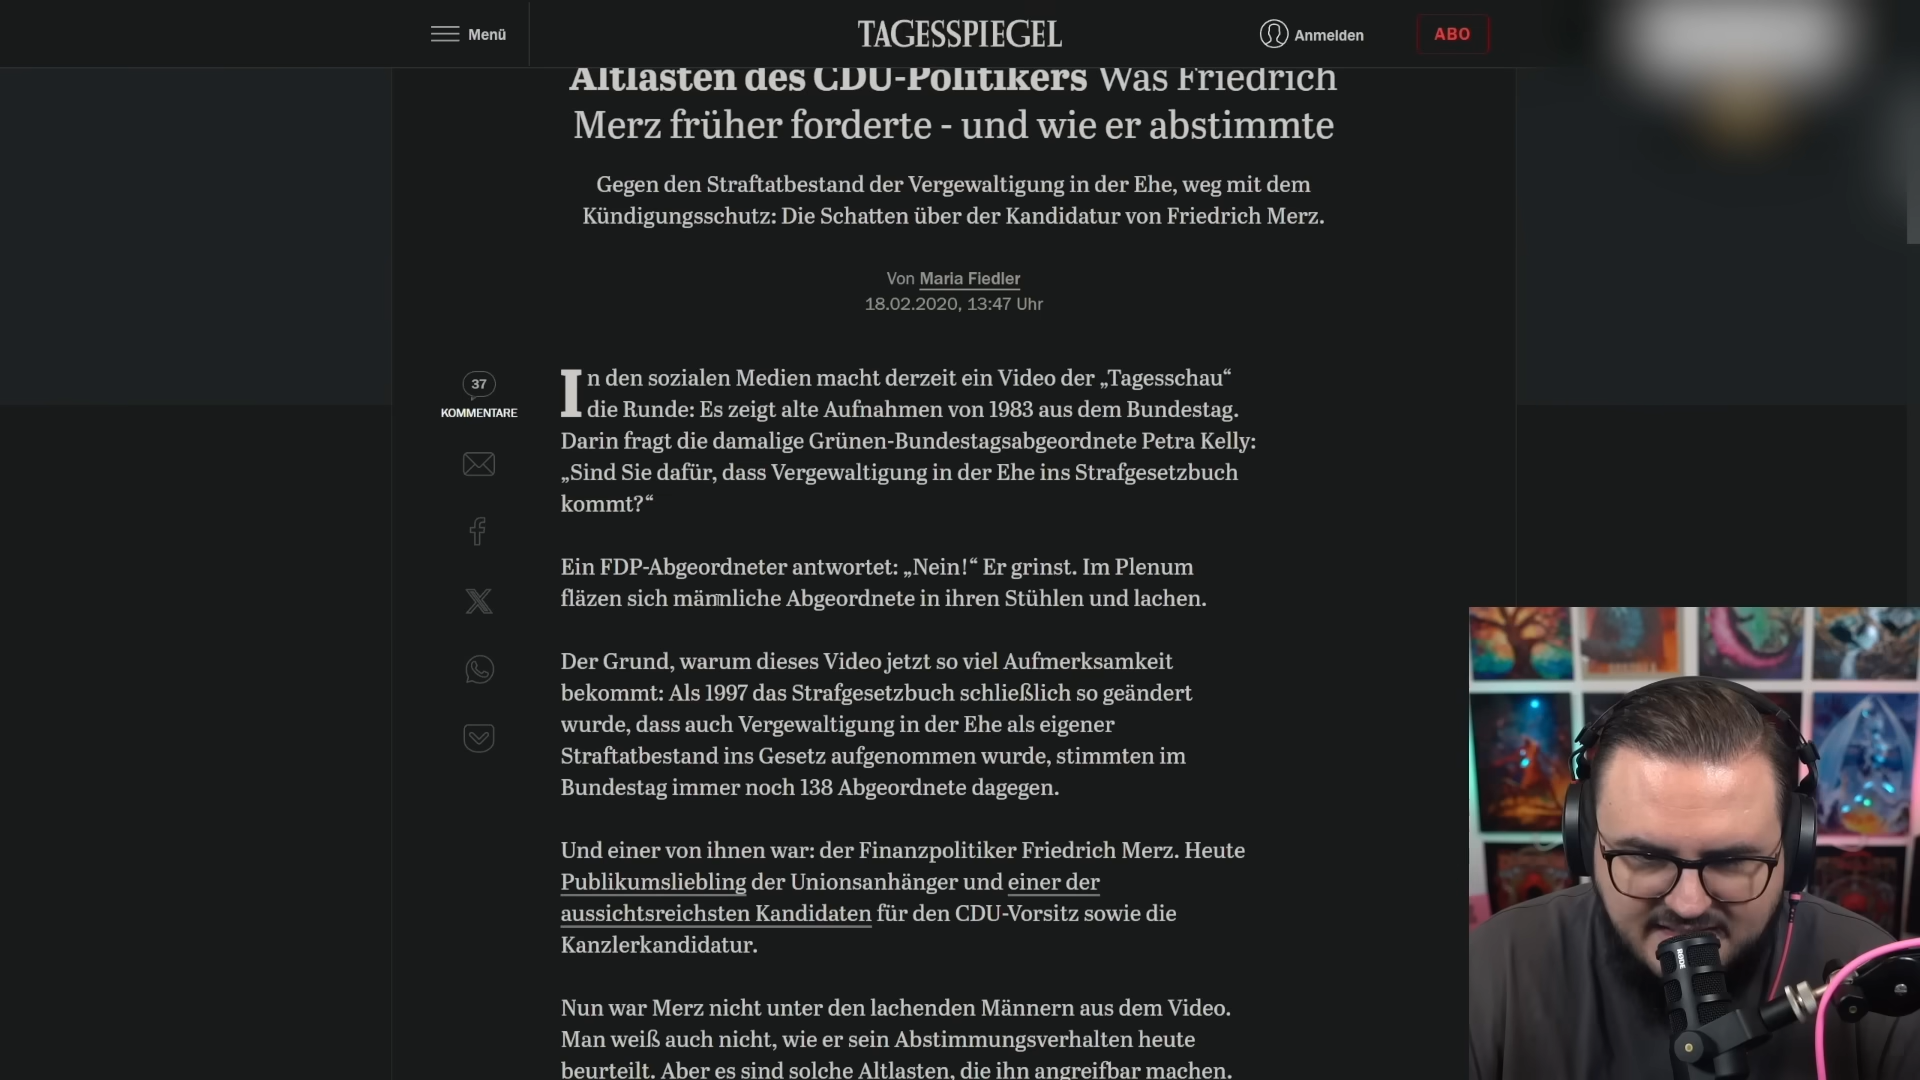 Menü
TAGESSPIEGEL
Anmelden
ABO
Altlasten des CDU-Politikers Was Friedrich
Merz früher forderte - und wie er abstimmte
Gegen den Straftatbestand der Vergewaltigung in der Ehe, weg mit dem
Kündigungsschutz: Die Schatten über der Kandidatur von Friedrich Merz.
Von Maria Fiedler
18.02.2020, 13:47 Uhr
37
KOMMENTARE
In den sozialen Medien macht derzeit ein Video der „Tagesschau“
die Runde: Es zeigt alte Aufnahmen von 1983 aus dem Bundestag.
Darin fragt die damalige Grünen-Bundestagsabgeordnete Petra Kelly:
„Sind Sie dafür, dass Vergewaltigung in der Ehe ins Strafgesetzbuch
kommt?“
Ein FDP-Abgeordneter antwortet: „Nein!“ Er grinst. Im Plenum
fläzen sich männliche Abgeordnete in ihren Stühlen und lachen.
Der Grund, warum dieses Video jetzt so viel Aufmerksamkeit
bekommt: Als 1997 das Strafgesetzbuch schließlich so geändert
wurde, dass auch Vergewaltigung in der Ehe als eigener
Straftatbestand ins Gesetz aufgenommen wurde, stimmten im
Bundestag immer noch 138 Abgeordnete dagegen.
Und einer von ihnen war: der Finanzpolitiker Friedrich Merz. Heute
Publikumsliebling der Unionsanhänger und einer der
aussichtsreichsten Kandidaten für den CDU-Vorsitz sowie die
Kanzlerkandidatur.
Nun war Merz nicht unter den lachenden Männern aus dem Video.
Man weiß auch nicht, wie er sein Abstimmungsverhalten heute
beurteilt. Aber es sind solche Altlasten, die ihn angreifbar machen.
RØDE